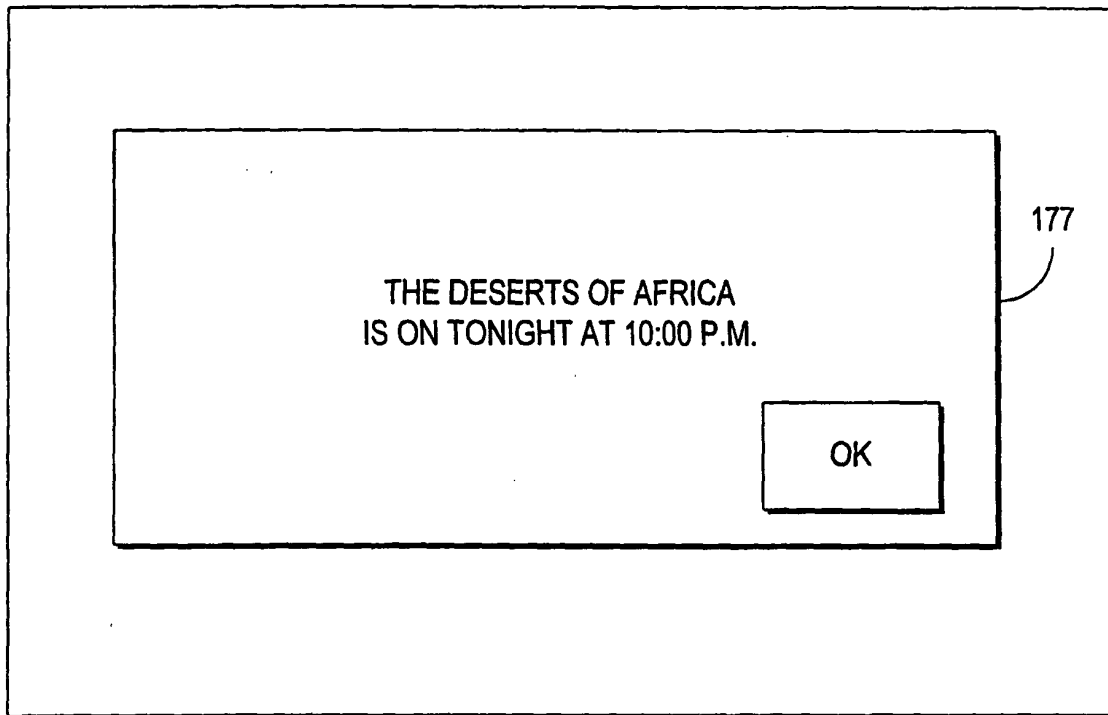 177
THE DESERTS OF AFRICA
IS ON TONIGHT AT 10:00 P.M.
OK